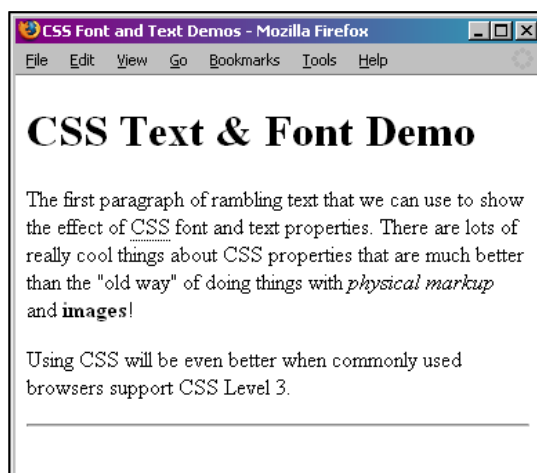 CSS Font and Text Demos - Mozilla Firefox
File Edit View Go Bookmarks Tools Help
CSS Text & Font Demo
The first paragraph of rambling text that we can use to show
the effect of CSS font and text properties. There are lots of
really cool things about CSS properties that are much better
than the "old way" of doing things with physical markup
and images!
Using CSS will be even better when commonly used
browsers support CSS Level 3.